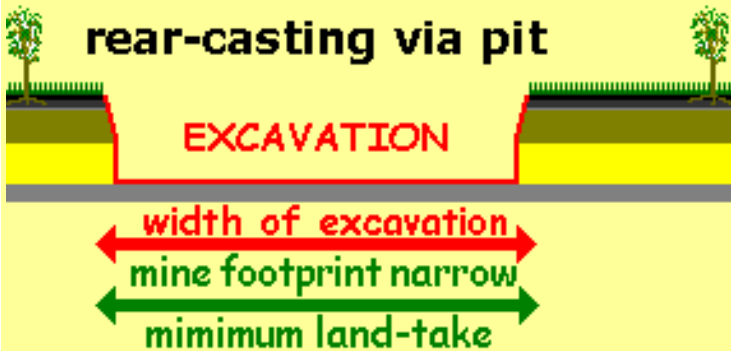 rear-casting via pit
EXCAVATION
width of excavation
mine footprint narrow
mimimum land-take